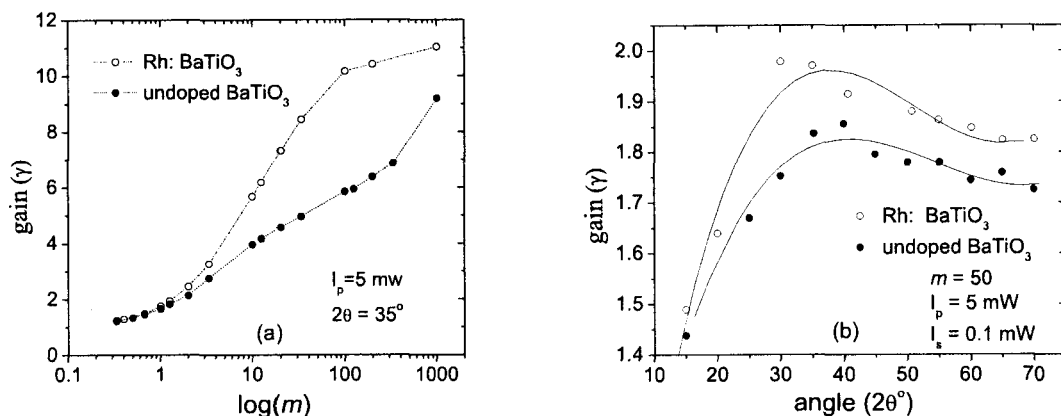 12
10
8
6
4
2
0
gain (γ)
Rh: BaTiO3
undoped BaTiO3
I_p=5 mw
2θ = 35°
(a)
0.1 1 10 100 1000
log(m)
2.0
1.9
1.8
1.7
1.6
1.5
1.4
gain (γ)
Rh: BaTiO3
undoped BaTiO3
m = 50
I_p = 5 mW
I_s = 0.1 mW
(b)
10 20 30 40 50 60 70
angle (2θ°)